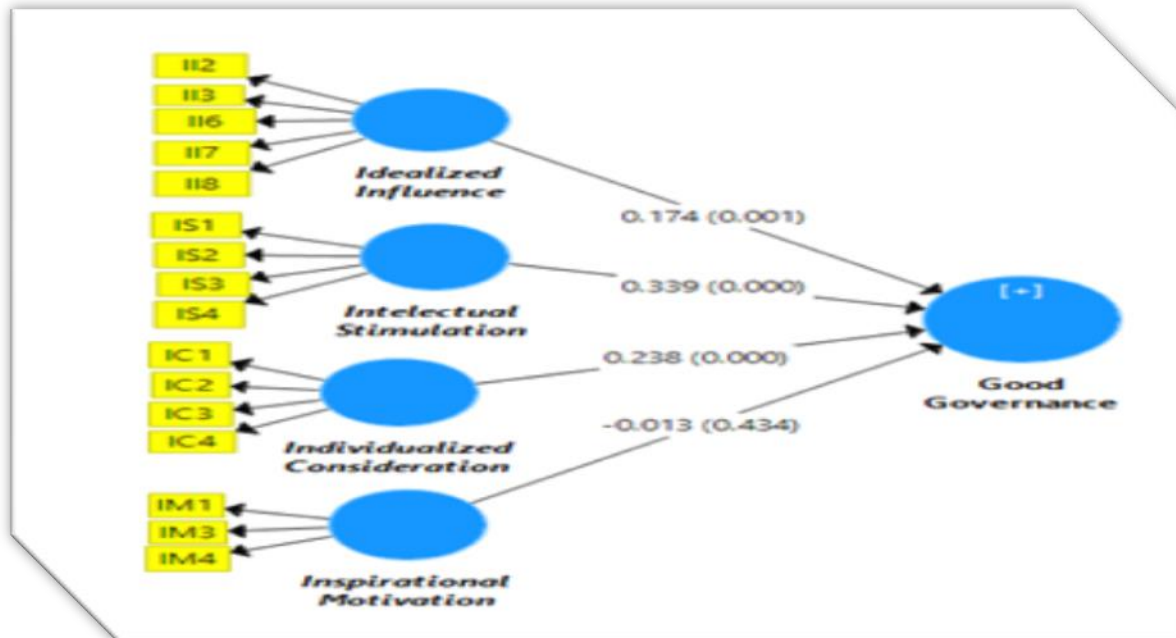 II2
II3
II6
II7
II8
Idealized
Influence
0.174 (0.001)
IS1
IS2
IS3
IS4
Intelectual
Stimulation
0.339 (0.000)
[+]
Good
Governance
IC1
IC2
IC3
IC4
Individualized
Consideration
0.238 (0.000)
-0.013 (0.434)
IM1
IM3
IM4
Inspirational
Motivation